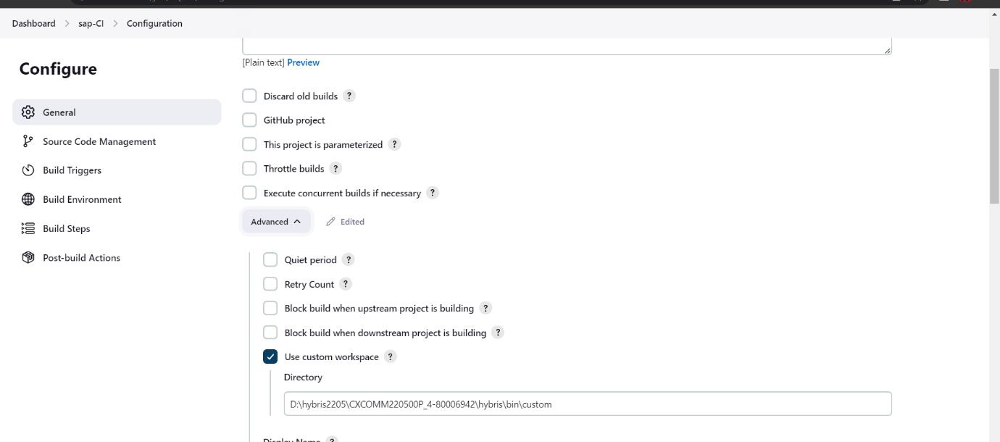 Dashboard > sap-CI > Configuration
Configure
General
Source Code Management
Build Triggers
Build Environment
Build Steps
Post-build Actions
[Plain text] Preview
Discard old builds ?
GitHub project
This project is parameterized ?
Throttle builds ?
Execute concurrent builds if necessary ?
Advanced
Edited
Quiet period ?
Retry Count ?
Block build when upstream project is building ?
Block build when downstream project is building ?
Use custom workspace ?
Directory
D:\hybris2205\CXCOMM220500P_4-80006942\hybris\bin\custom
Display Name ?